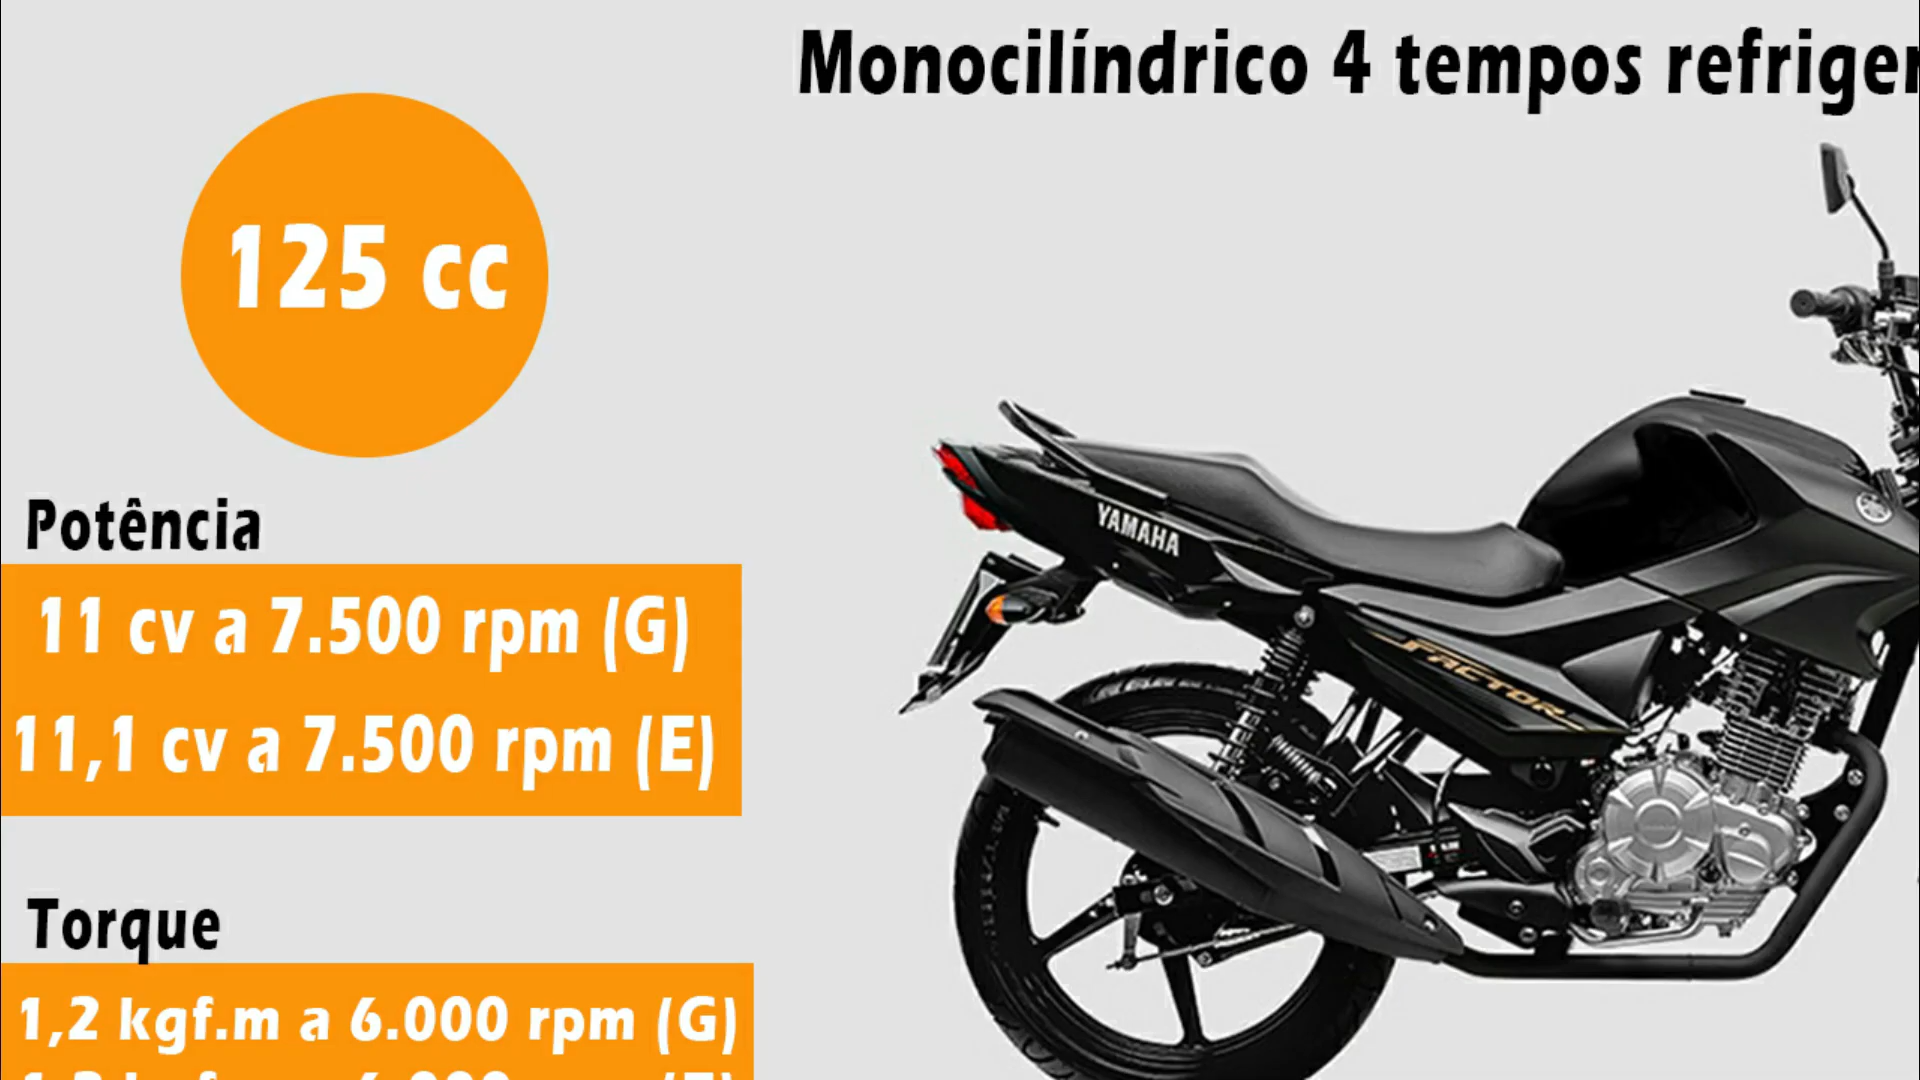 Monocilíndrico 4 tempos
125 cc
Potência
11 cv a 7.500 rpm (G)
11,1 cv a 7.500 rpm (E)
YAMAHA
FACTOR
Torque
1,2 kgf.m a 6.000 rpm (G)